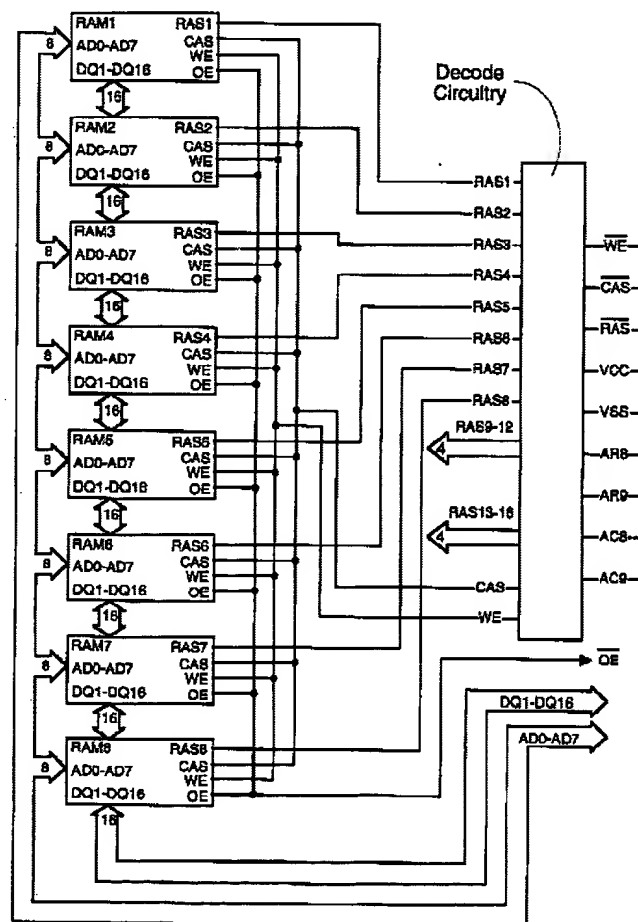 RAM1 RAS1
8 AD0-AD7 CAS
WE
DQ1-DQ16 OE
16
RAM2 RAS2
8 AD0-AD7 CAS
WE
DQ1-DQ16 OE
16
RAM3 RAS3
8 AD0-AD7 CAS
WE
DQ1-DQ16 OE
16
RAM4 RAS4
8 AD0-AD7 CAS
WE
DQ1-DQ16 OE
16
RAM5 RAS5
8 AD0-AD7 CAS
WE
DQ1-DQ16 OE
16
RAM6 RAS6
8 AD0-AD7 CAS
WE
DQ1-DQ16 OE
16
RAM7 RAS7
8 AD0-AD7 CAS
WE
DQ1-DQ16 OE
16
RAM8 RAS8
8 AD0-AD7 CAS
WE
DQ1-DQ16 OE
16
Decode
Circuitry
RAS1
RAS2
RAS3
RAS4
RAS5
RAS6
RAS7
RAS8
RAS9-12
4
RAS13-16
4
CAS
WE
W̅E̅
C̅A̅S̅
R̅A̅S̅
VCC
VSS
AR8
AR9
AC8
AC9
O̅E̅
DQ1-DQ16
AD0-AD7